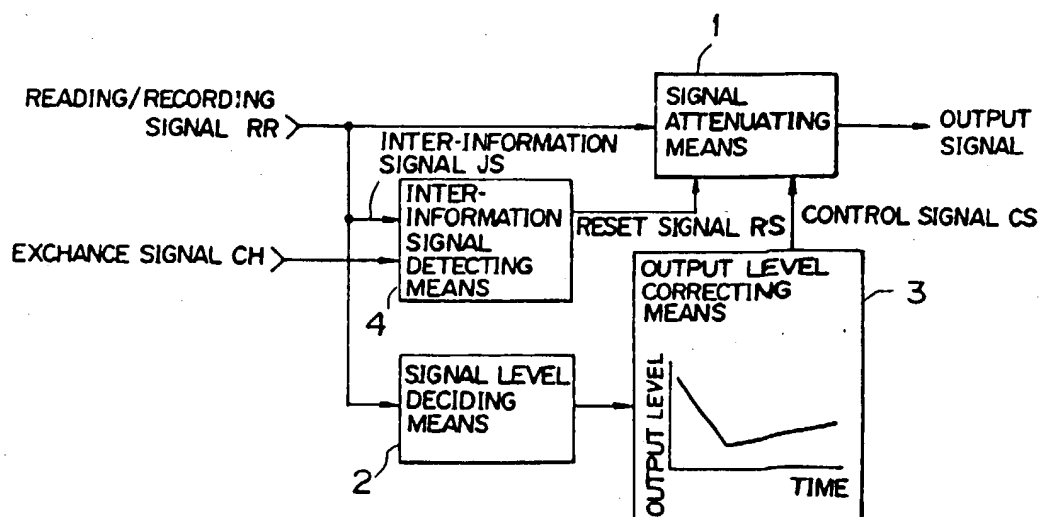 1
READING/RECORDING
SIGNAL RR
SIGNAL
ATTENUATING
MEANS
OUTPUT
SIGNAL
INTER-INFORMATION
SIGNAL JS
INTER-
INFORMATION
SIGNAL
DETECTING
MEANS
4
RESET SIGNAL RS
CONTROL SIGNAL CS
EXCHANCE SIGNAL CH
OUTPUT LEVEL
CORRECTING
MEANS
3
SIGNAL LEVEL
DECIDING
MEANS
2
OUTPUT LEVEL
TIME